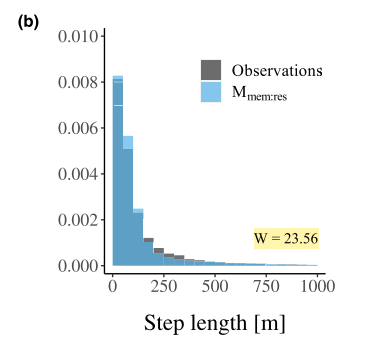 (b)
0.010
0.008
0.006
0.004
0.002
0.000
Observations
Mmem:res
W = 23.56
0 250 500 750 1000
Step length [m]